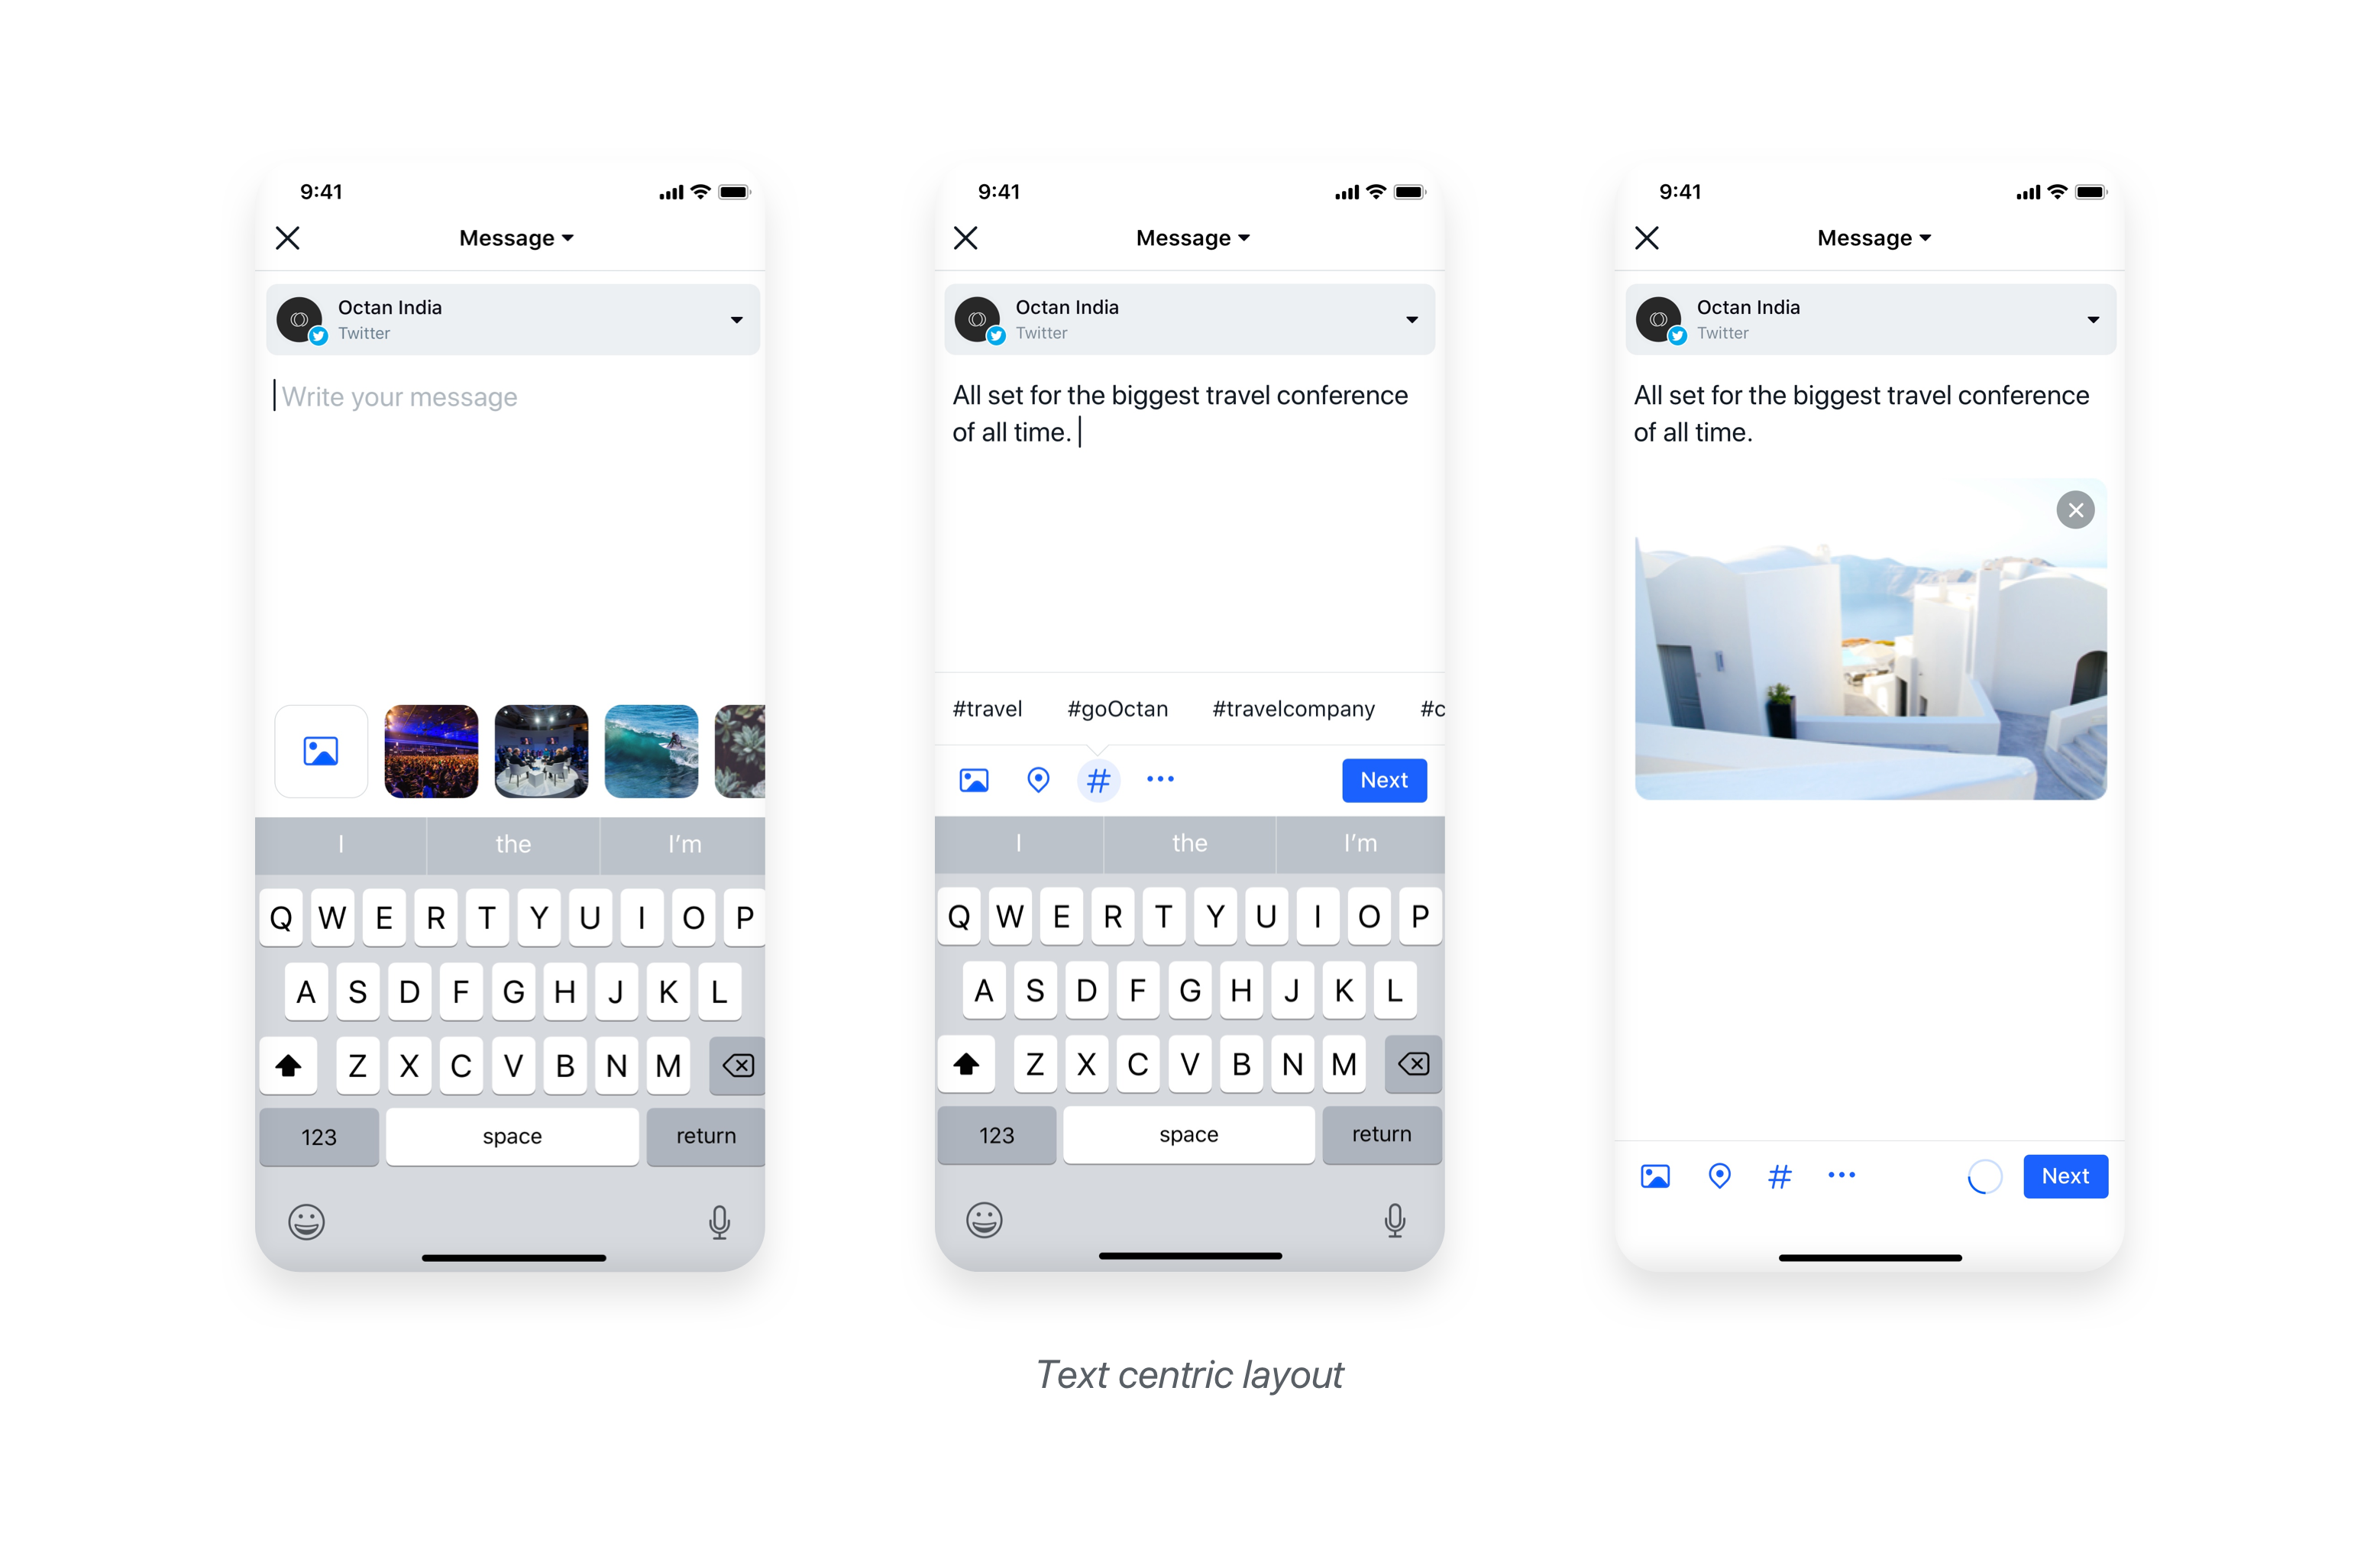 9:41
Message
Octan India
Twitter
Write your message
I the I’m
Q W E R T Y U I O P
A S D F G H J K L
Z X C V B N M
123 space return
9:41
Message
Octan India
Twitter
All set for the biggest travel conference
of all time.
#travel #goOctan #travelcompany #c
# Next
I the I’m
Q W E R T Y U I O P
A S D F G H J K L
Z X C V B N M
123 space return
9:41
Message
Octan India
Twitter
All set for the biggest travel conference
of all time.
# Next
Text centric layout